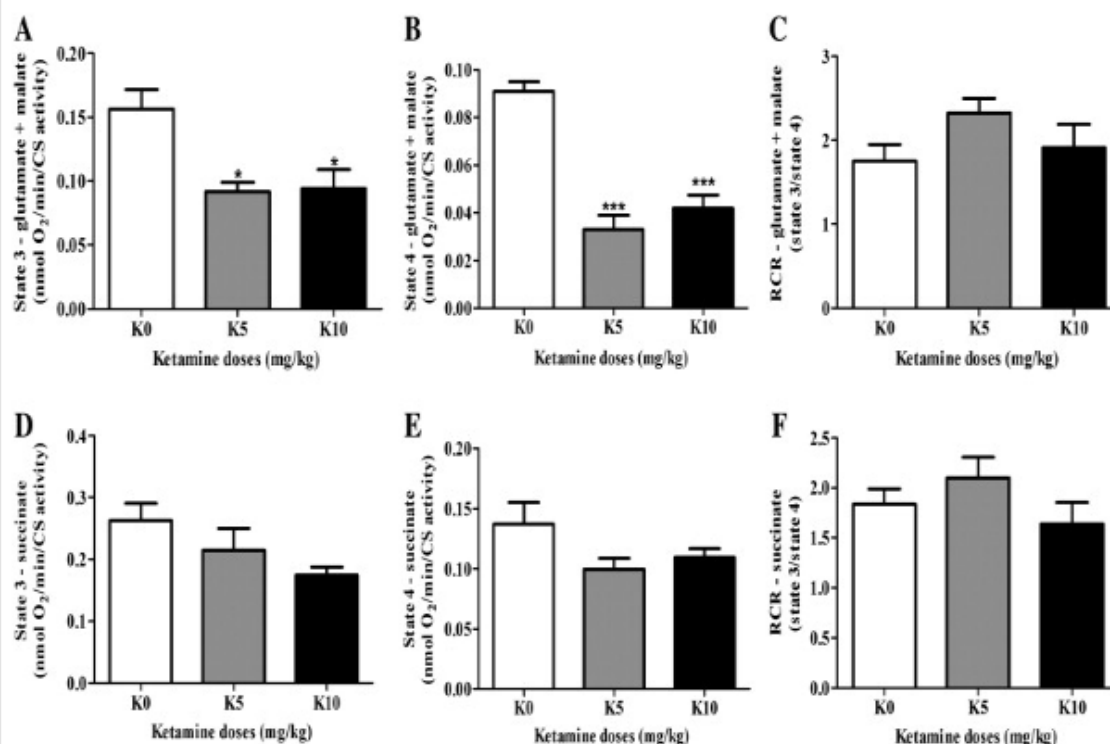 A
State 3 - glutamate + malate
(nmol O₂/min/CS activity)
0.20
0.15
0.10
0.05
0.00
*
*
K0 K5 K10
Ketamine doses (mg/kg)
B
State 4 - glutamate + malate
(nmol O₂/min/CS activity)
0.10
0.08
0.06
0.04
0.02
0.00
***
***
K0 K5 K10
Ketamine doses (mg/kg)
C
RCR - glutamate + malate
(state 3/state 4)
3
2
1
0
K0 K5 K10
Ketamine doses (mg/kg)
D
State 3 - succinate
(nmol O₂/min/CS activity)
0.4
0.3
0.2
0.1
0.0
K0 K5 K10
Ketamine doses (mg/kg)
E
State 4 - succinate
(nmol O₂/min/CS activity)
0.20
0.15
0.10
0.05
0.00
K0 K5 K10
Ketamine doses (mg/kg)
F
RCR - succinate
(state 3/state 4)
2.5
2.0
1.5
1.0
0.5
0.0
K0 K5 K10
Ketamine doses (mg/kg)